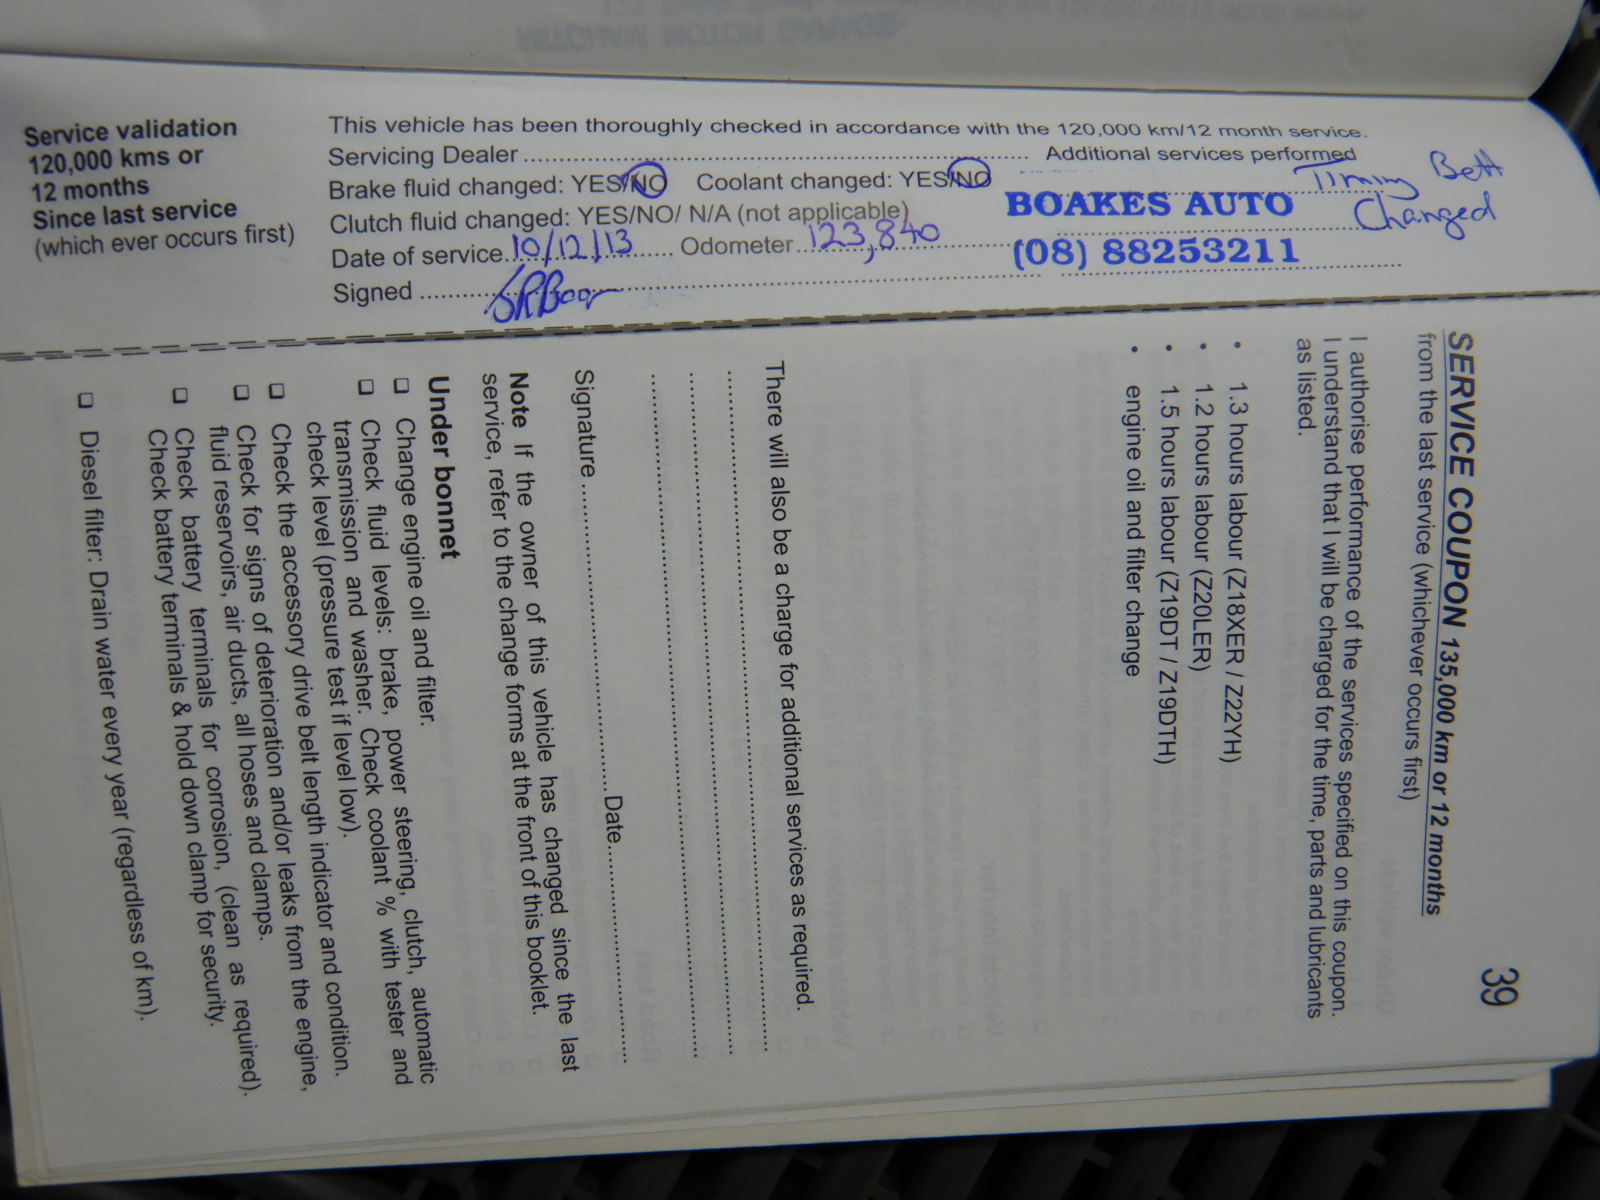 Service validation
120,000 kms or
12 months
Since last service
(which ever occurs first)
This vehicle has been thoroughly checked in accordance with the 120,000 km/12 month service.
Servicing Dealer
Additional services performed
Brake fluid changed: YES/NO Coolant changed: YES/NO
Timing Belt
Changed
BOAKES AUTO
(08) 88253211
Clutch fluid changed: YES/NO/ N/A (not applicable)
Date of service 10/12/13 Odometer 123,840
Signed
39
SERVICE COUPON 135,000 km or 12 months
from the last service (whichever occurs first)
I authorise performance of the services specified on this coupon.
I understand that I will be charged for the time, parts and lubricants
as listed.
• 1.3 hours labour (Z18XER / Z22YH)
• 1.2 hours labour (Z20LER)
• 1.5 hours labour (Z19DT / Z19DTH)
• engine oil and filter change
There will also be a charge for additional services as required.
Signature Date
Note If the owner of this vehicle has changed since the last
service, refer to the change forms at the front of this booklet.
Under bonnet
❑ Change engine oil and filter.
❑ Check fluid levels: brake, power steering, clutch, automatic
transmission and washer. Check coolant % with tester and
check level (pressure test if level low).
❑ Check the accessory drive belt length indicator and condition.
❑ Check for signs of deterioration and/or leaks from the engine,
fluid reservoirs, air ducts, all hoses and clamps.
❑ Check battery terminals for corrosion, (clean as required).
Check battery terminals & hold down clamp for security.
❑ Diesel filter: Drain water every year (regardless of km).